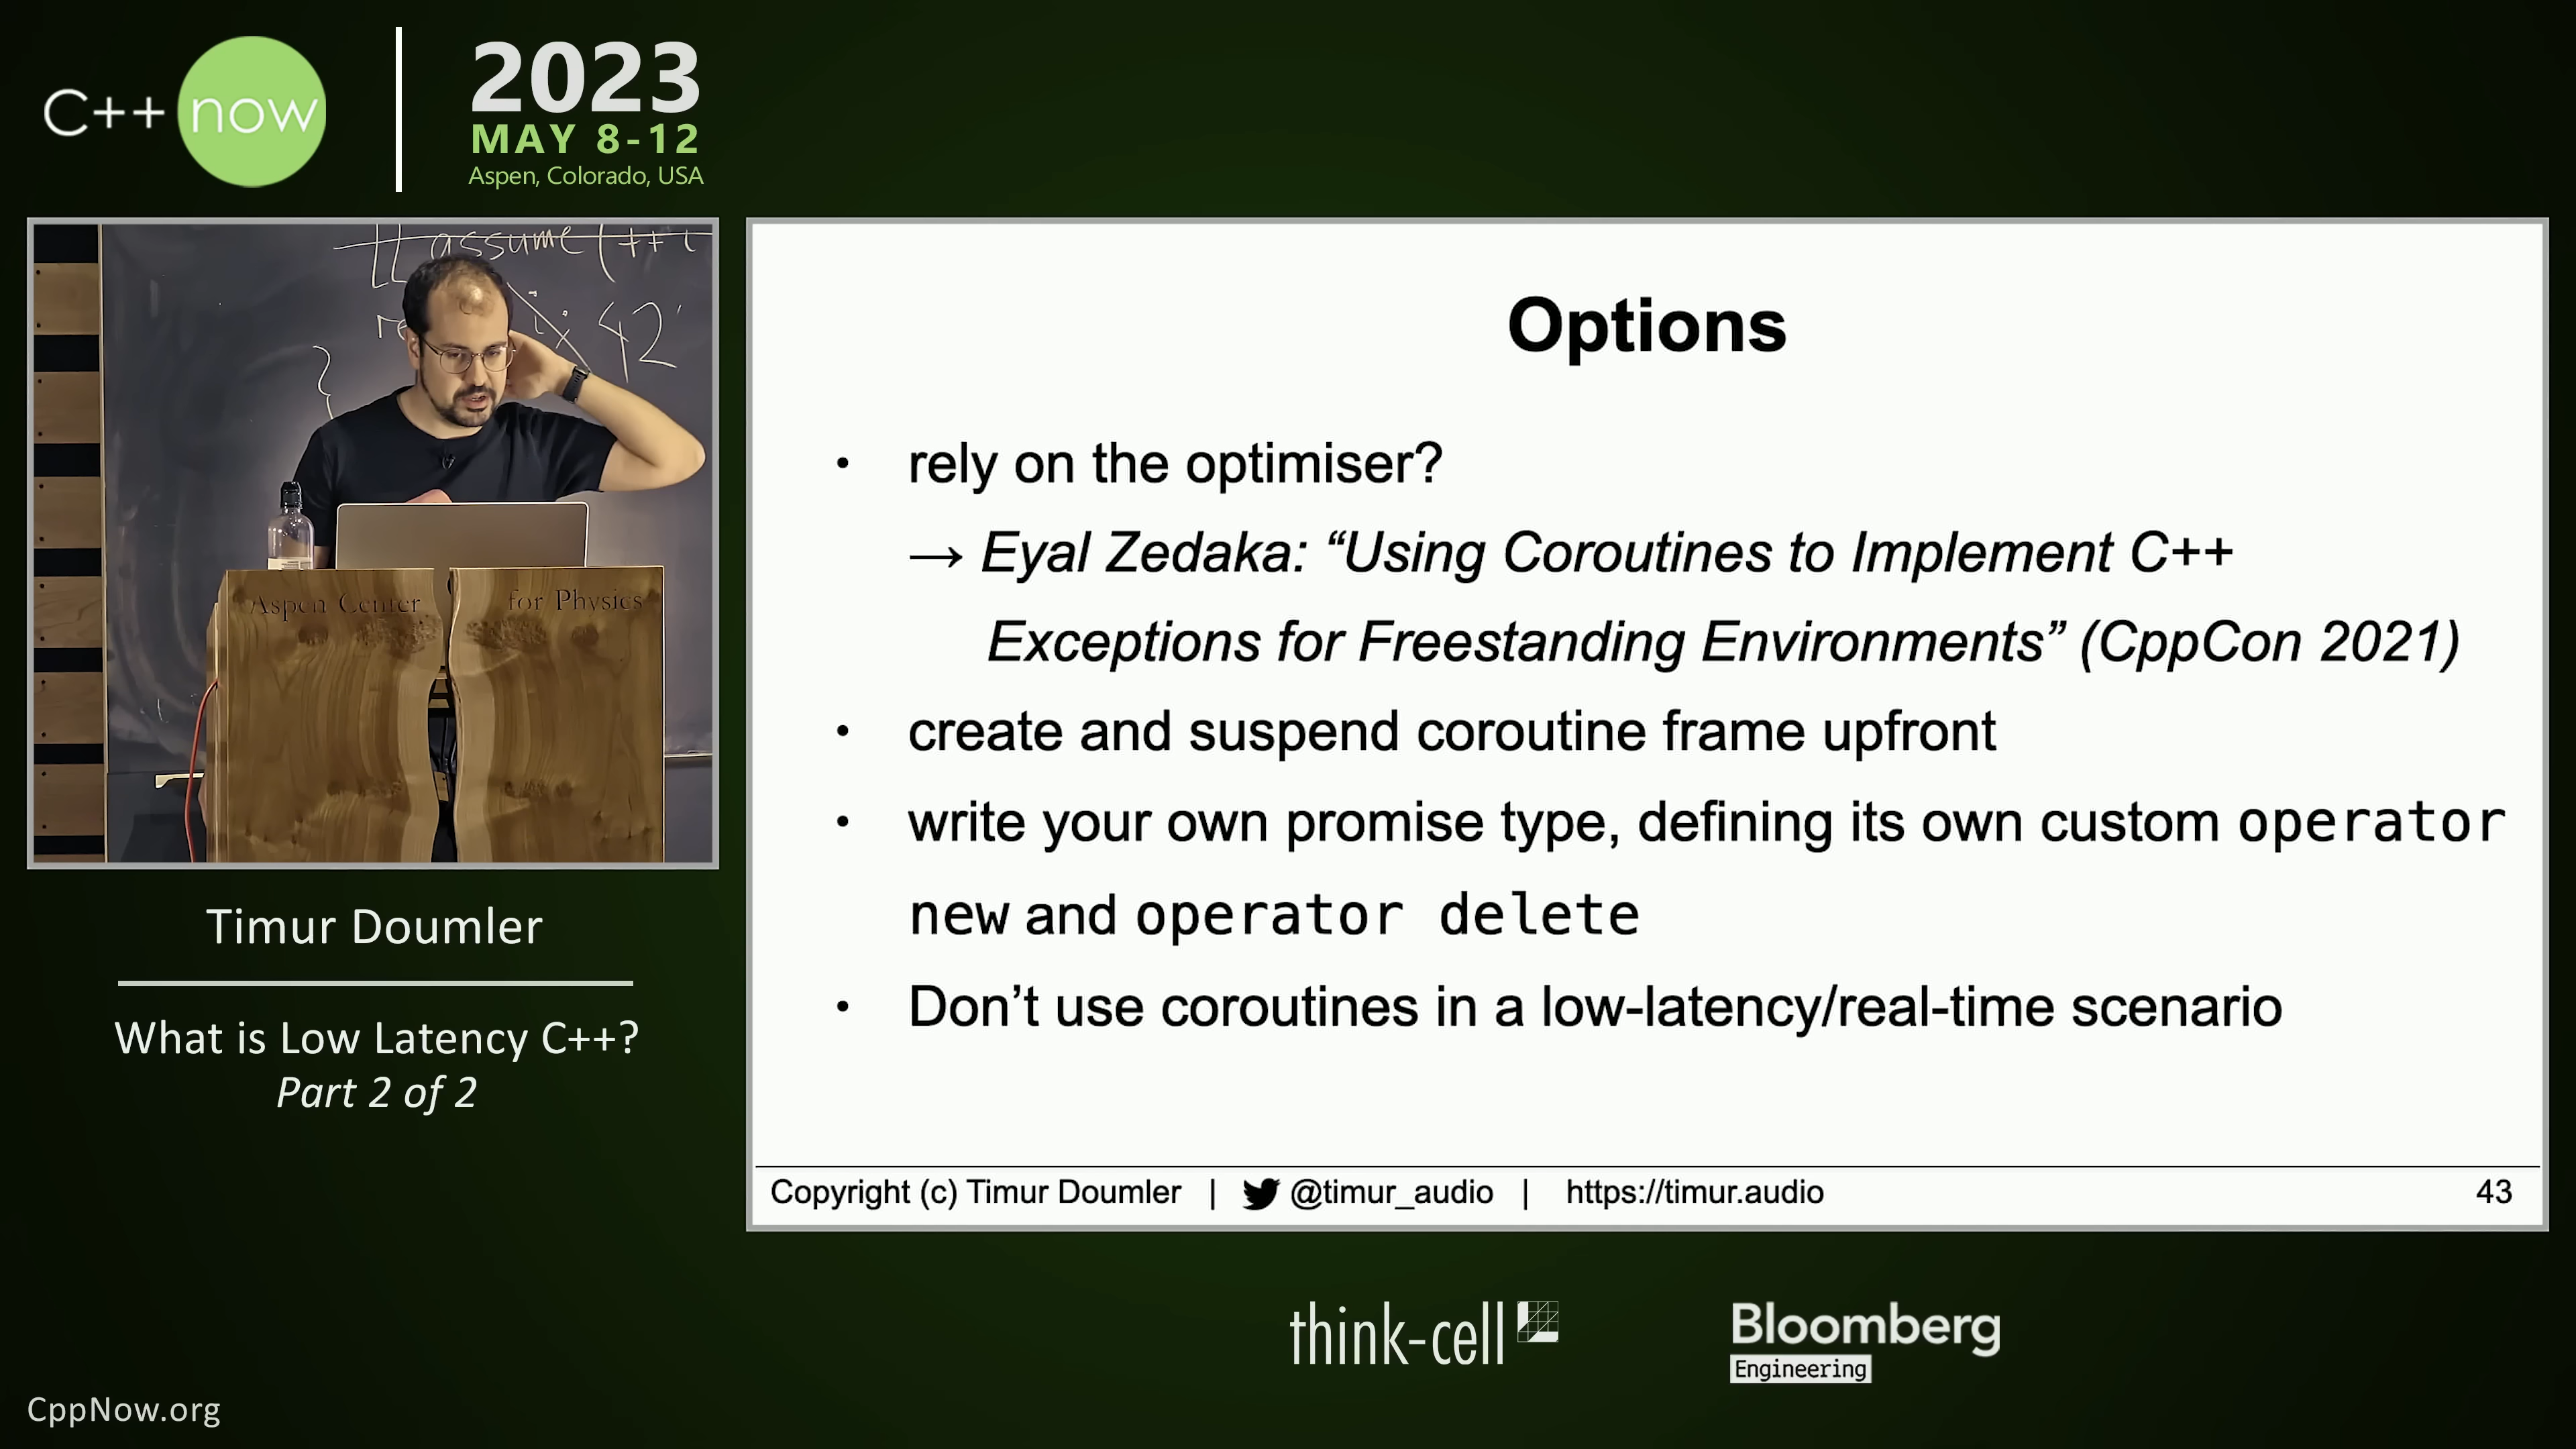 C++ now
2023
MAY 8-12
Aspen, Colorado, USA
[[ assume (++i
42
}
Aspen Center for Physics
Timur Doumler
What is Low Latency C++?
Part 2 of 2
Options
• rely on the optimiser?
→ Eyal Zedaka: “Using Coroutines to Implement C++
Exceptions for Freestanding Environments” (CppCon 2021)
• create and suspend coroutine frame upfront
• write your own promise type, defining its own custom operator
new and operator delete
• Don’t use coroutines in a low-latency/real-time scenario
Copyright (c) Timur Doumler | @timur_audio | https://timur.audio
43
think-cell
Bloomberg
Engineering
CppNow.org